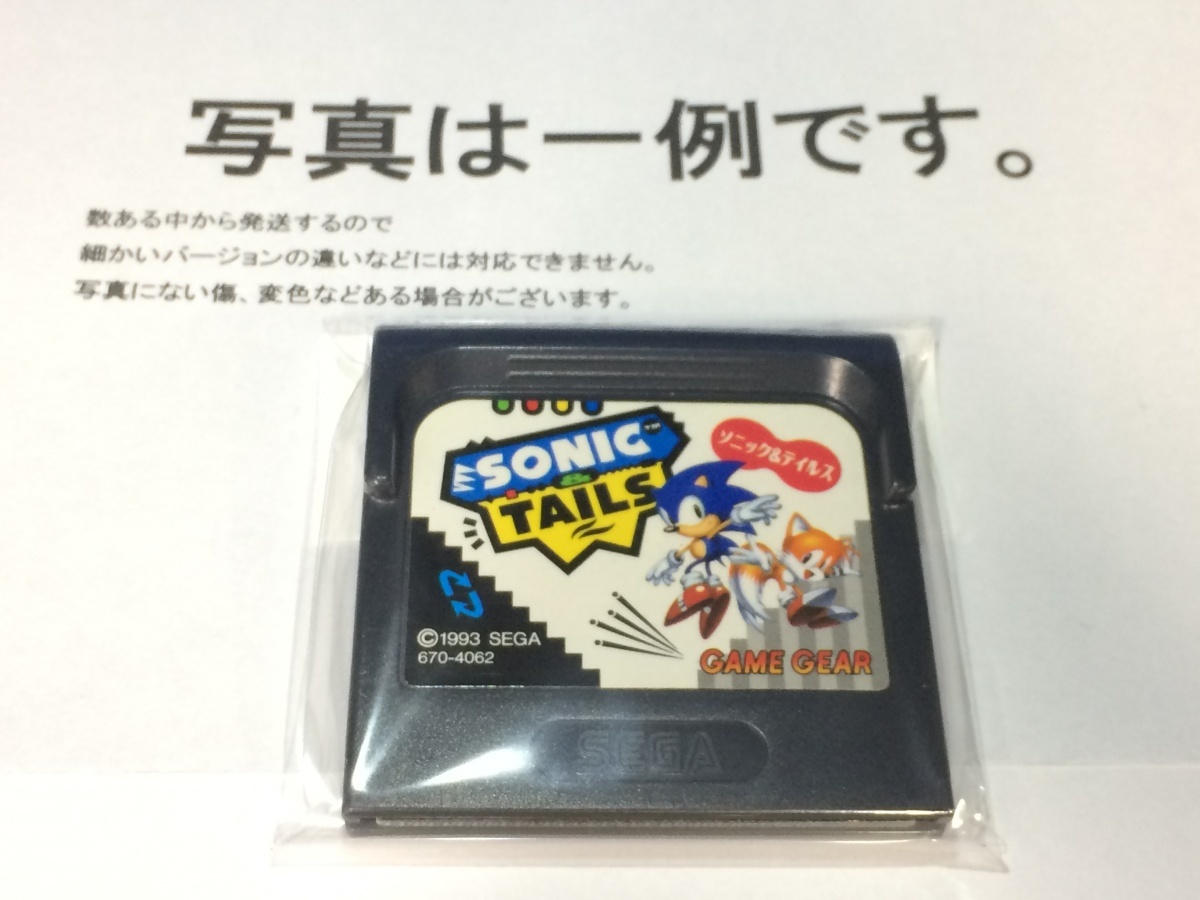 写真は一例です。
数ある中から発送するので
細かいバージョンの違いなどには対応できません。
写真にない傷、変色などある場合がございます。
SONIC™
&
TAILS
ソニック&テイルス
©1993 SEGA
670-4062
GAME GEAR
SEGA